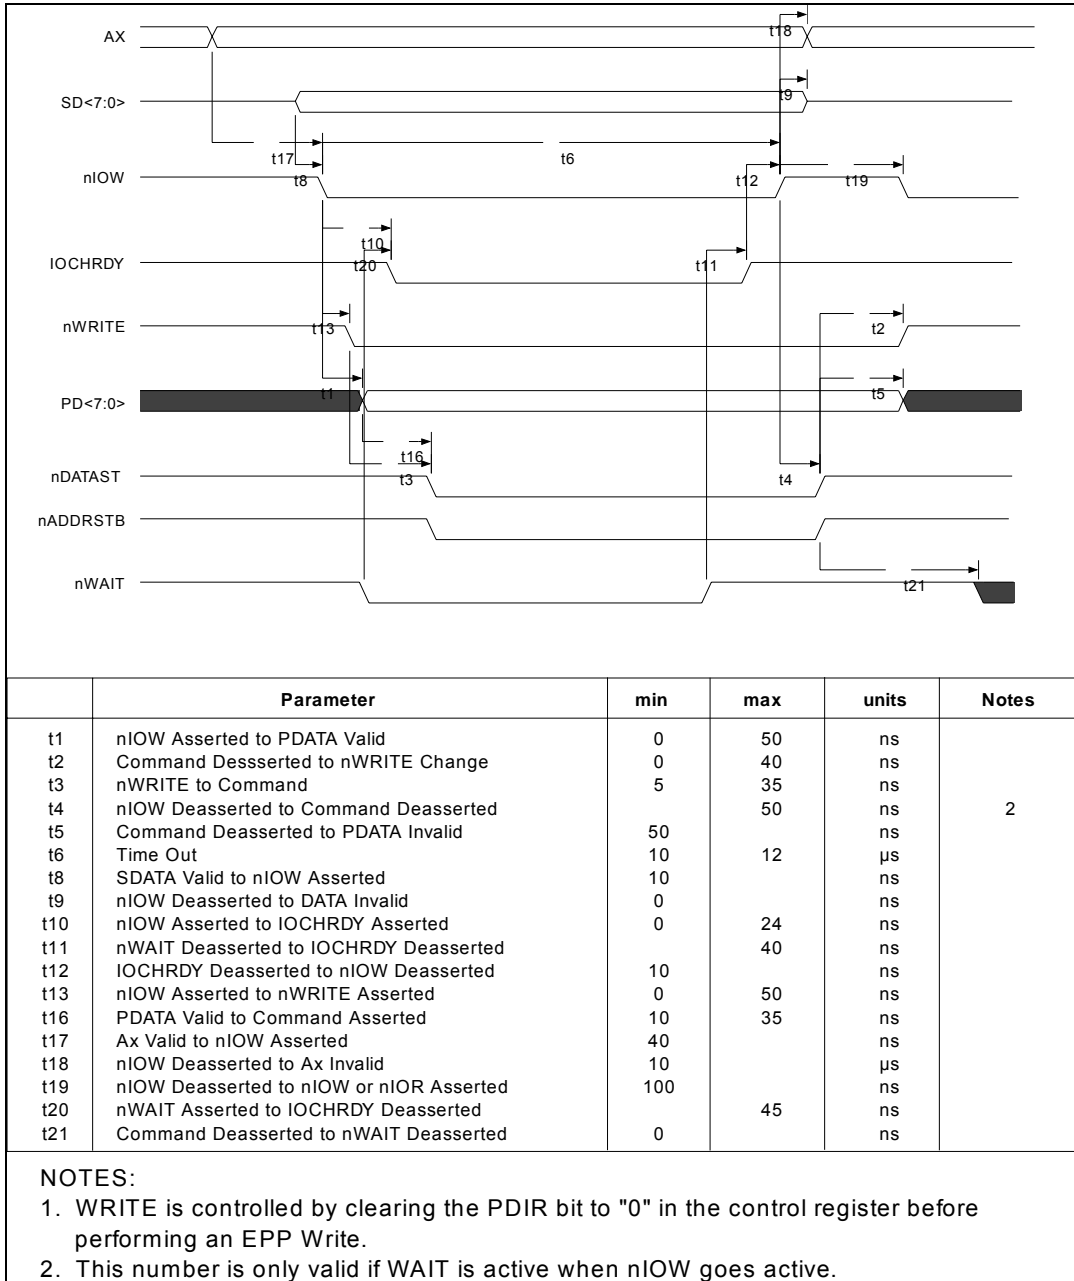 AX
t18
SD<7:0>
t9
t17
t6
nIOW
t8
t12
t19
t10
IOCHRDY
t20
t11
nWRITE
t13
t2
t1
t5
PD<7:0>
t16
nDATAST
t3
t4
nADDRSTB
nWAIT
t21
Parameter min max units Notes
t1 nIOW Asserted to PDATA Valid 0 50 ns
t2 Command Dessserted to nWRITE Change 0 40 ns
t3 nWRITE to Command 5 35 ns
t4 nIOW Deasserted to Command Deasserted 50 ns 2
t5 Command Deasserted to PDATA Invalid 50 ns
t6 Time Out 10 12 µs
t8 SDATA Valid to nIOW Asserted 10 ns
t9 nIOW Deasserted to DATA Invalid 0 ns
t10 nIOW Asserted to IOCHRDY Asserted 0 24 ns
t11 nWAIT Deasserted to IOCHRDY Deasserted 40 ns
t12 IOCHRDY Deasserted to nIOW Deasserted 10 ns
t13 nIOW Asserted to nWRITE Asserted 0 50 ns
t16 PDATA Valid to Command Asserted 10 35 ns
t17 Ax Valid to nIOW Asserted 40 ns
t18 nIOW Deasserted to Ax Invalid 10 µs
t19 nIOW Deasserted to nIOW or nIOR Asserted 100 ns
t20 nWAIT Asserted to IOCHRDY Deasserted 45 ns
t21 Command Deasserted to nWAIT Deasserted 0 ns
NOTES:
1. WRITE is controlled by clearing the PDIR bit to "0" in the control register before
performing an EPP Write.
2. This number is only valid if WAIT is active when nIOW goes active.